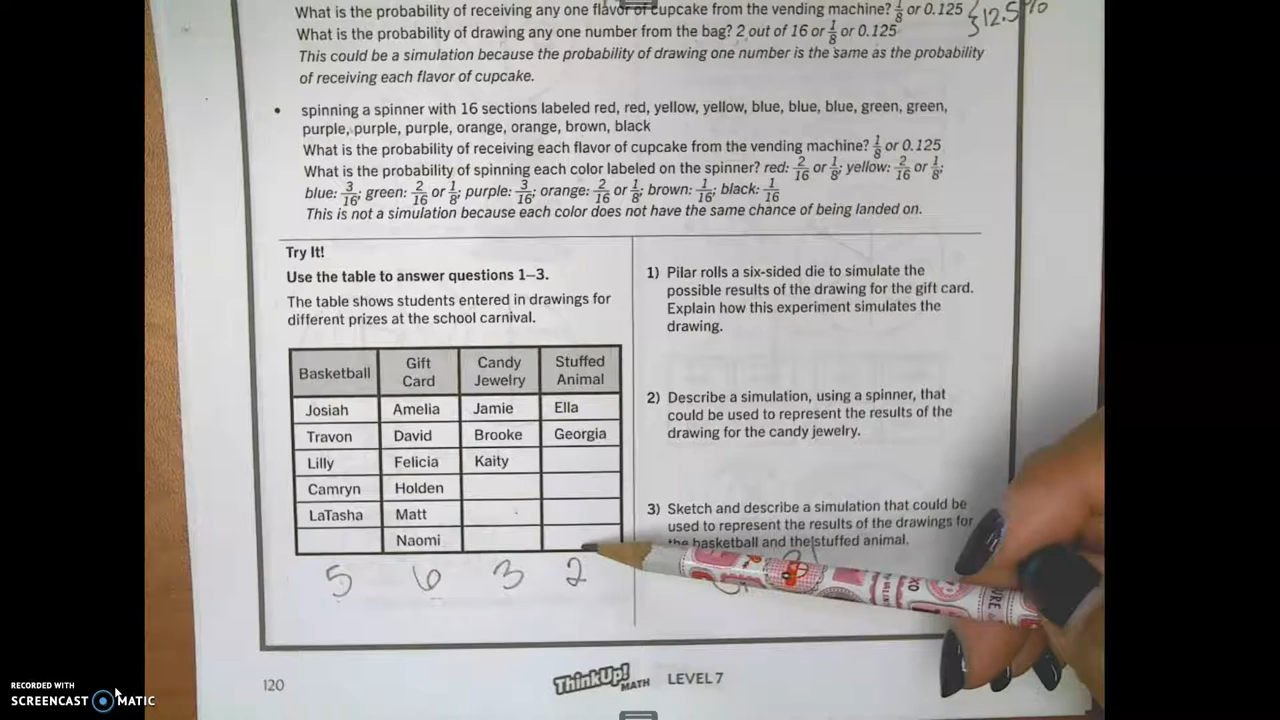 What is the probability of receiving any one flavor of cupcake from the vending machine? 1/8 or 0.125 } 12.5%
What is the probability of drawing any one number from the bag? 2 out of 16 or 1/8 or 0.125
This could be a simulation because the probability of drawing one number is the same as the probability
of receiving each flavor of cupcake.
• spinning a spinner with 16 sections labeled red, red, yellow, yellow, blue, blue, blue, green, green,
purple, purple, purple, orange, orange, brown, black
What is the probability of receiving each flavor of cupcake from the vending machine? 1/8 or 0.125
What is the probability of spinning each color labeled on the spinner? red: 2/16 or 1/8; yellow: 2/16 or 1/8;
blue: 3/16; green: 2/16 or 1/8; purple: 3/16; orange: 2/16 or 1/8; brown: 1/16; black: 1/16
This is not a simulation because each color does not have the same chance of being landed on.
Try It!
Use the table to answer questions 1–3.
The table shows students entered in drawings for
different prizes at the school carnival.
Basketball Gift Card Candy Jewelry Stuffed Animal
Josiah Amelia Jamie Ella
Travon David Brooke Georgia
Lilly Felicia Kaity
Camryn Holden
LaTasha Matt
Naomi
5 6 3 2
1) Pilar rolls a six-sided die to simulate the
possible results of the drawing for the gift card.
Explain how this experiment simulates the
drawing.
2) Describe a simulation, using a spinner, that
could be used to represent the results of the
drawing for the candy jewelry.
3) Sketch and describe a simulation that could be
used to represent the results of the drawings for
the basketball and the stuffed animal.
120
ThinkUp! MATH LEVEL 7
RECORDED WITH
SCREENCAST MATIC